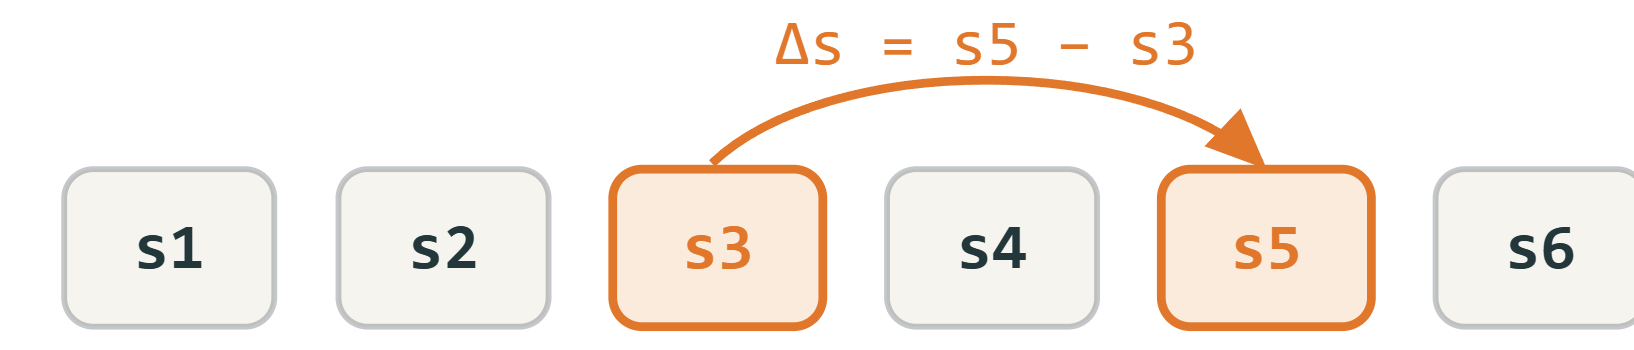 Δs = s5 − s3
s1 s2 s3 s4 s5 s6